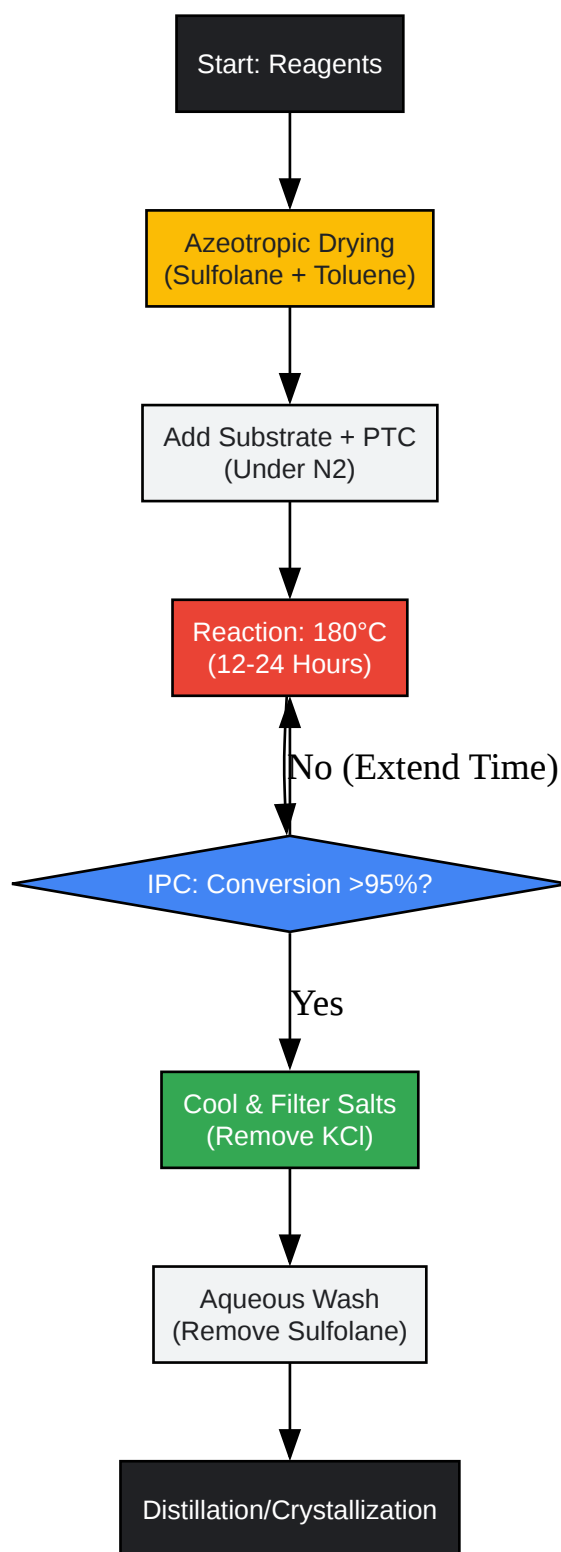 Start: Reagents
Azeotropic Drying
(Sulfolane + Toluene)
Add Substrate + PTC
(Under N2)
Reaction: 180°C
(12-24 Hours)
No (Extend Time)
IPC: Conversion >95%?
Yes
Cool & Filter Salts
(Remove KCl)
Aqueous Wash
(Remove Sulfolane)
Distillation/Crystallization